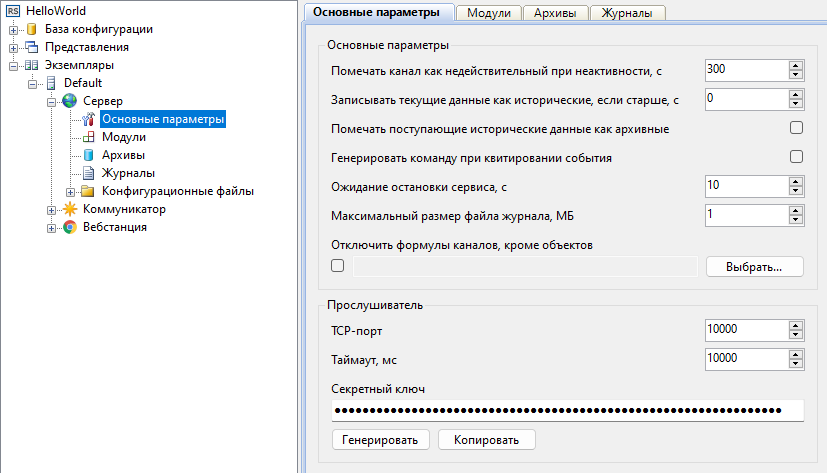 RS HelloWorld
База конфигурации
Представления
Экземпляры
Default
Сервер
Основные параметры
Модули
Архивы
Журналы
Конфигурационные файлы
Коммуникатор
Вебстанция
Основные параметры Модули Архивы Журналы
Основные параметры
Помечать канал как недействительный при неактивности, с 300
Записывать текущие данные как исторические, если старше, с 0
Помечать поступающие исторические данные как архивные
Генерировать команду при квитировании события
Ожидание остановки сервиса, с 10
Максимальный размер файла журнала, МБ 1
Отключить формулы каналов, кроме объектов
Выбрать...
Прослушиватель
TCP-порт 10000
Таймаут, мс 10000
Секретный ключ
Генерировать Копировать